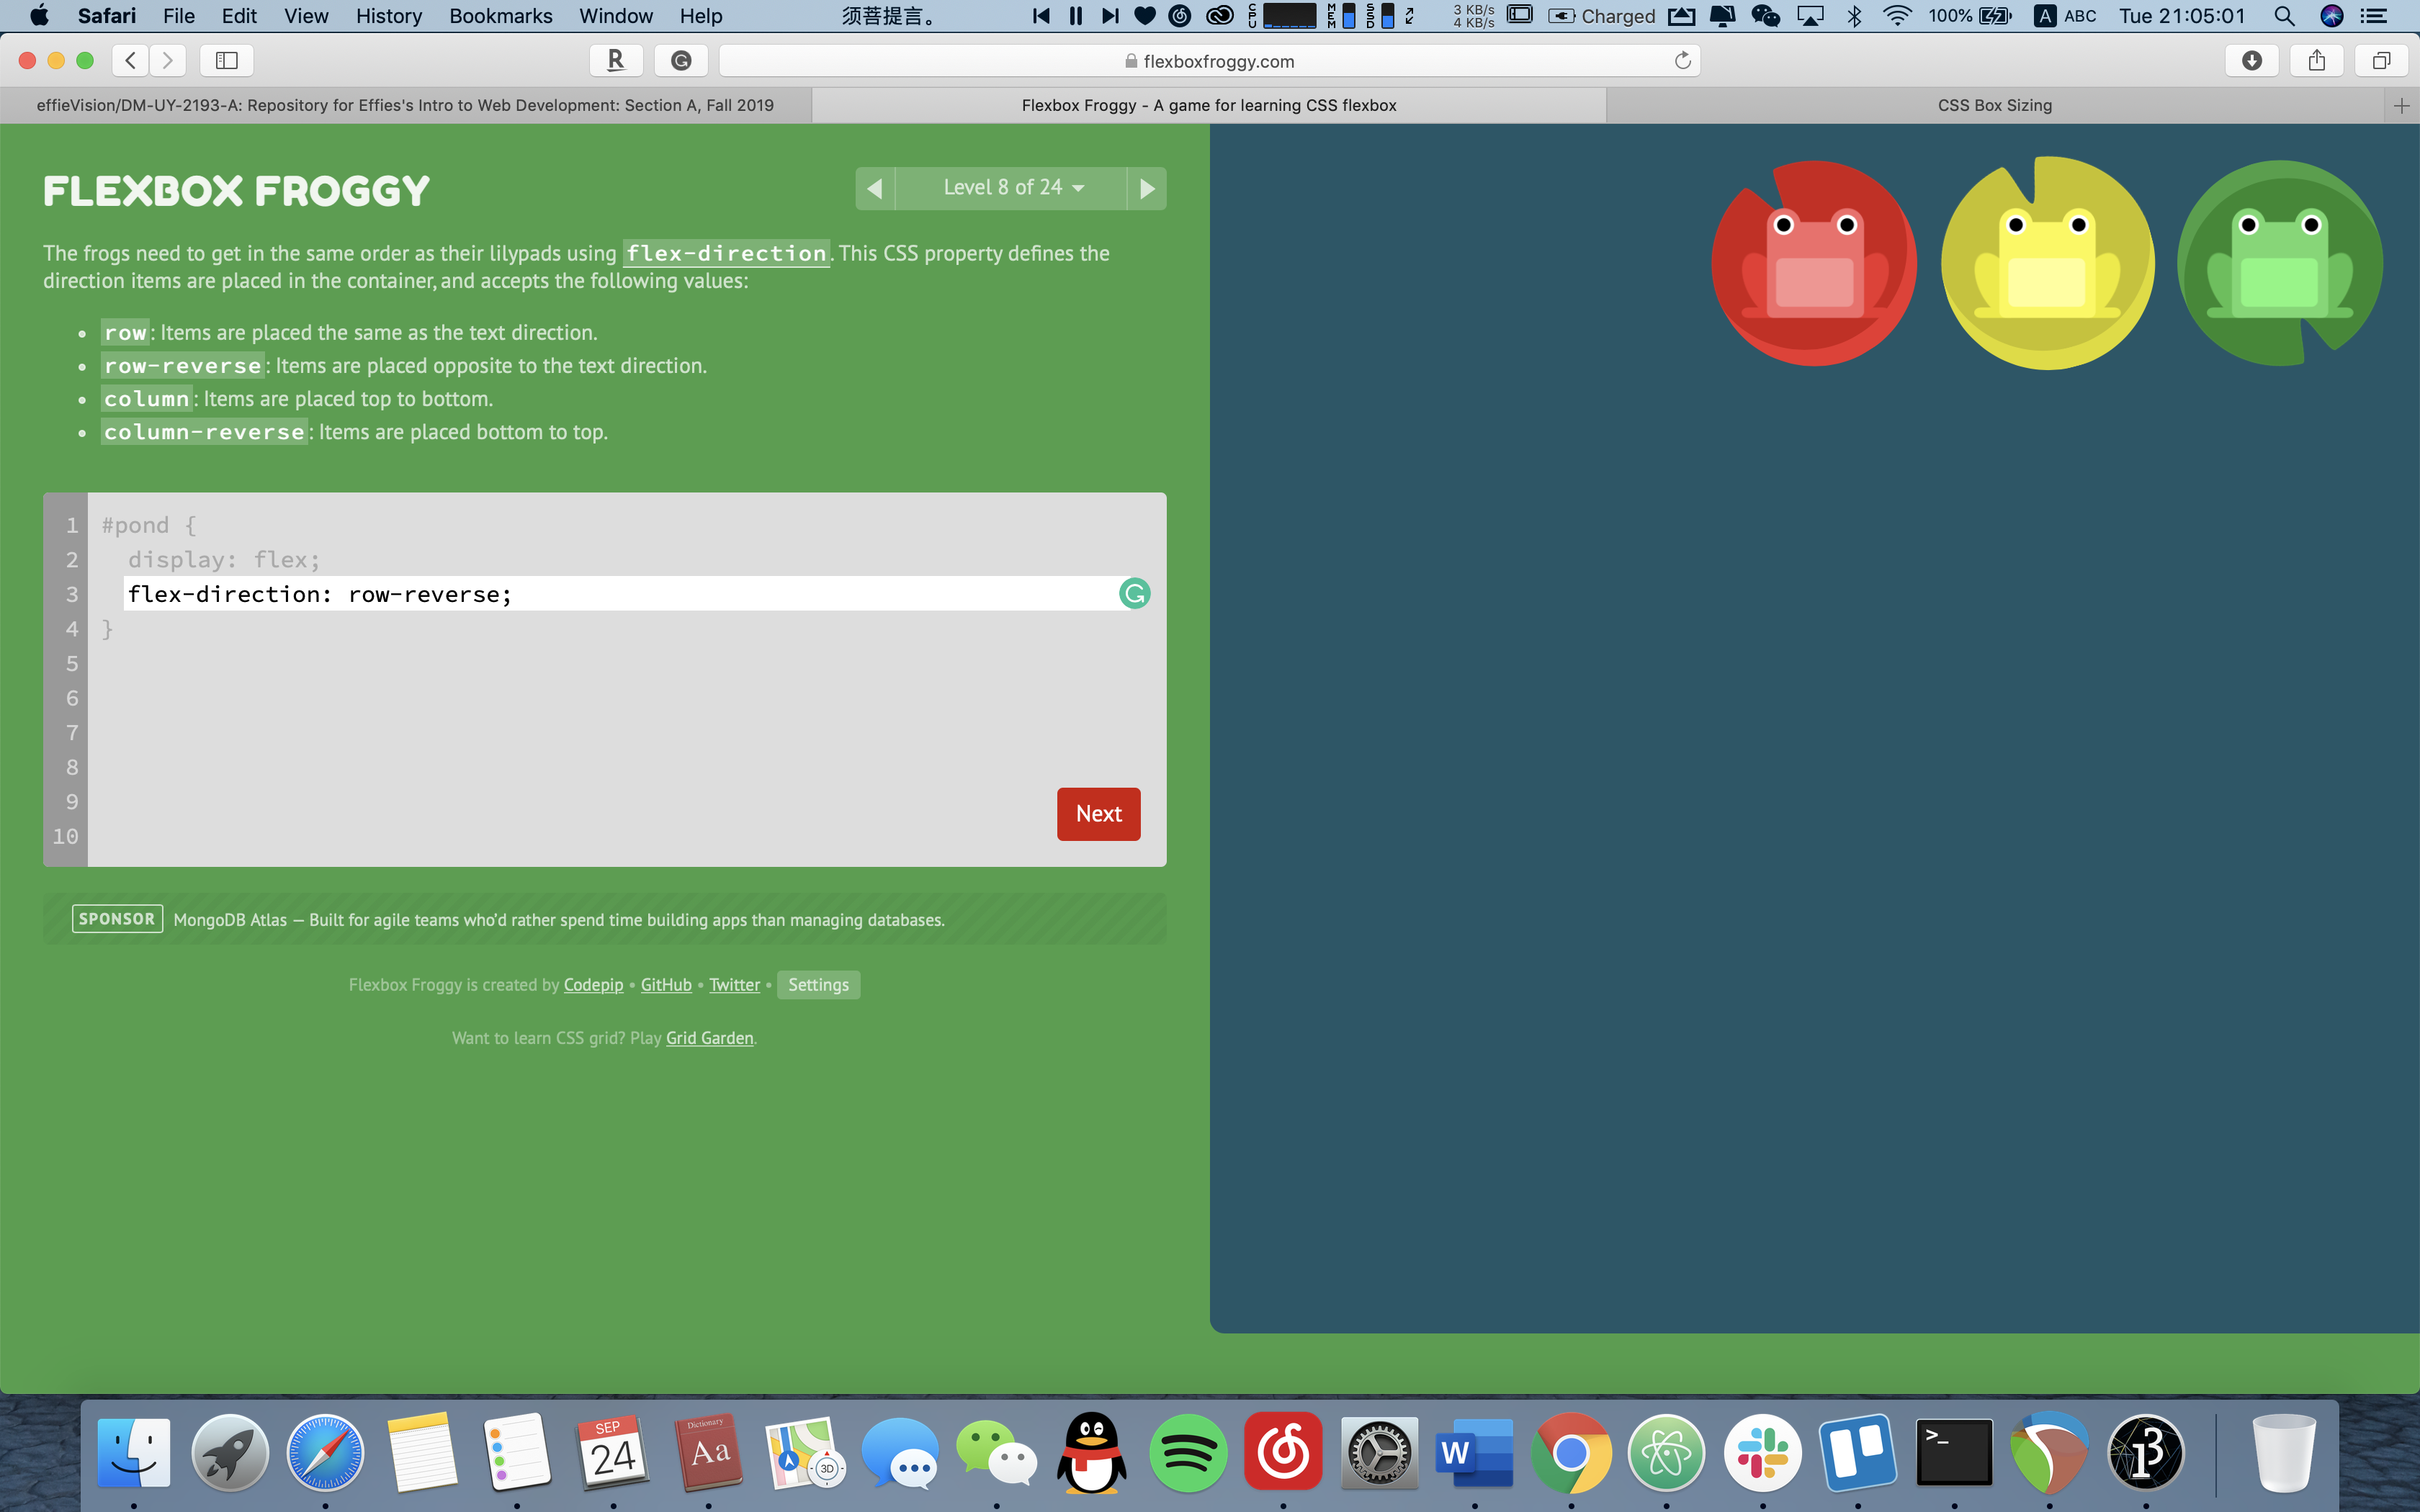 Safari File Edit View History Bookmarks Window Help 须菩提言。 CPU MEM SSD 3 KB/s 4 KB/s Charged 100% A ABC Tue 21:05:01
R flexboxfroggy.com
effieVision/DM-UY-2193-A: Repository for Effies's Intro to Web Development: Section A, Fall 2019 Flexbox Froggy - A game for learning CSS flexbox CSS Box Sizing
FLEXBOX FROGGY
Level 8 of 24
The frogs need to get in the same order as their lilypads using flex-direction. This CSS property defines the
direction items are placed in the container, and accepts the following values:
• row: Items are placed the same as the text direction.
• row-reverse: Items are placed opposite to the text direction.
• column: Items are placed top to bottom.
• column-reverse: Items are placed bottom to top.
1 #pond {
2 display: flex;
3 flex-direction: row-reverse;
4 }
5
6
7
8
9
10
Next
SPONSOR MongoDB Atlas — Built for agile teams who'd rather spend time building apps than managing databases.
Flexbox Froggy is created by Codepip • GitHub • Twitter • Settings
Want to learn CSS grid? Play Grid Garden.
SEP
24
Dictionary
Aa
3D
W
>_